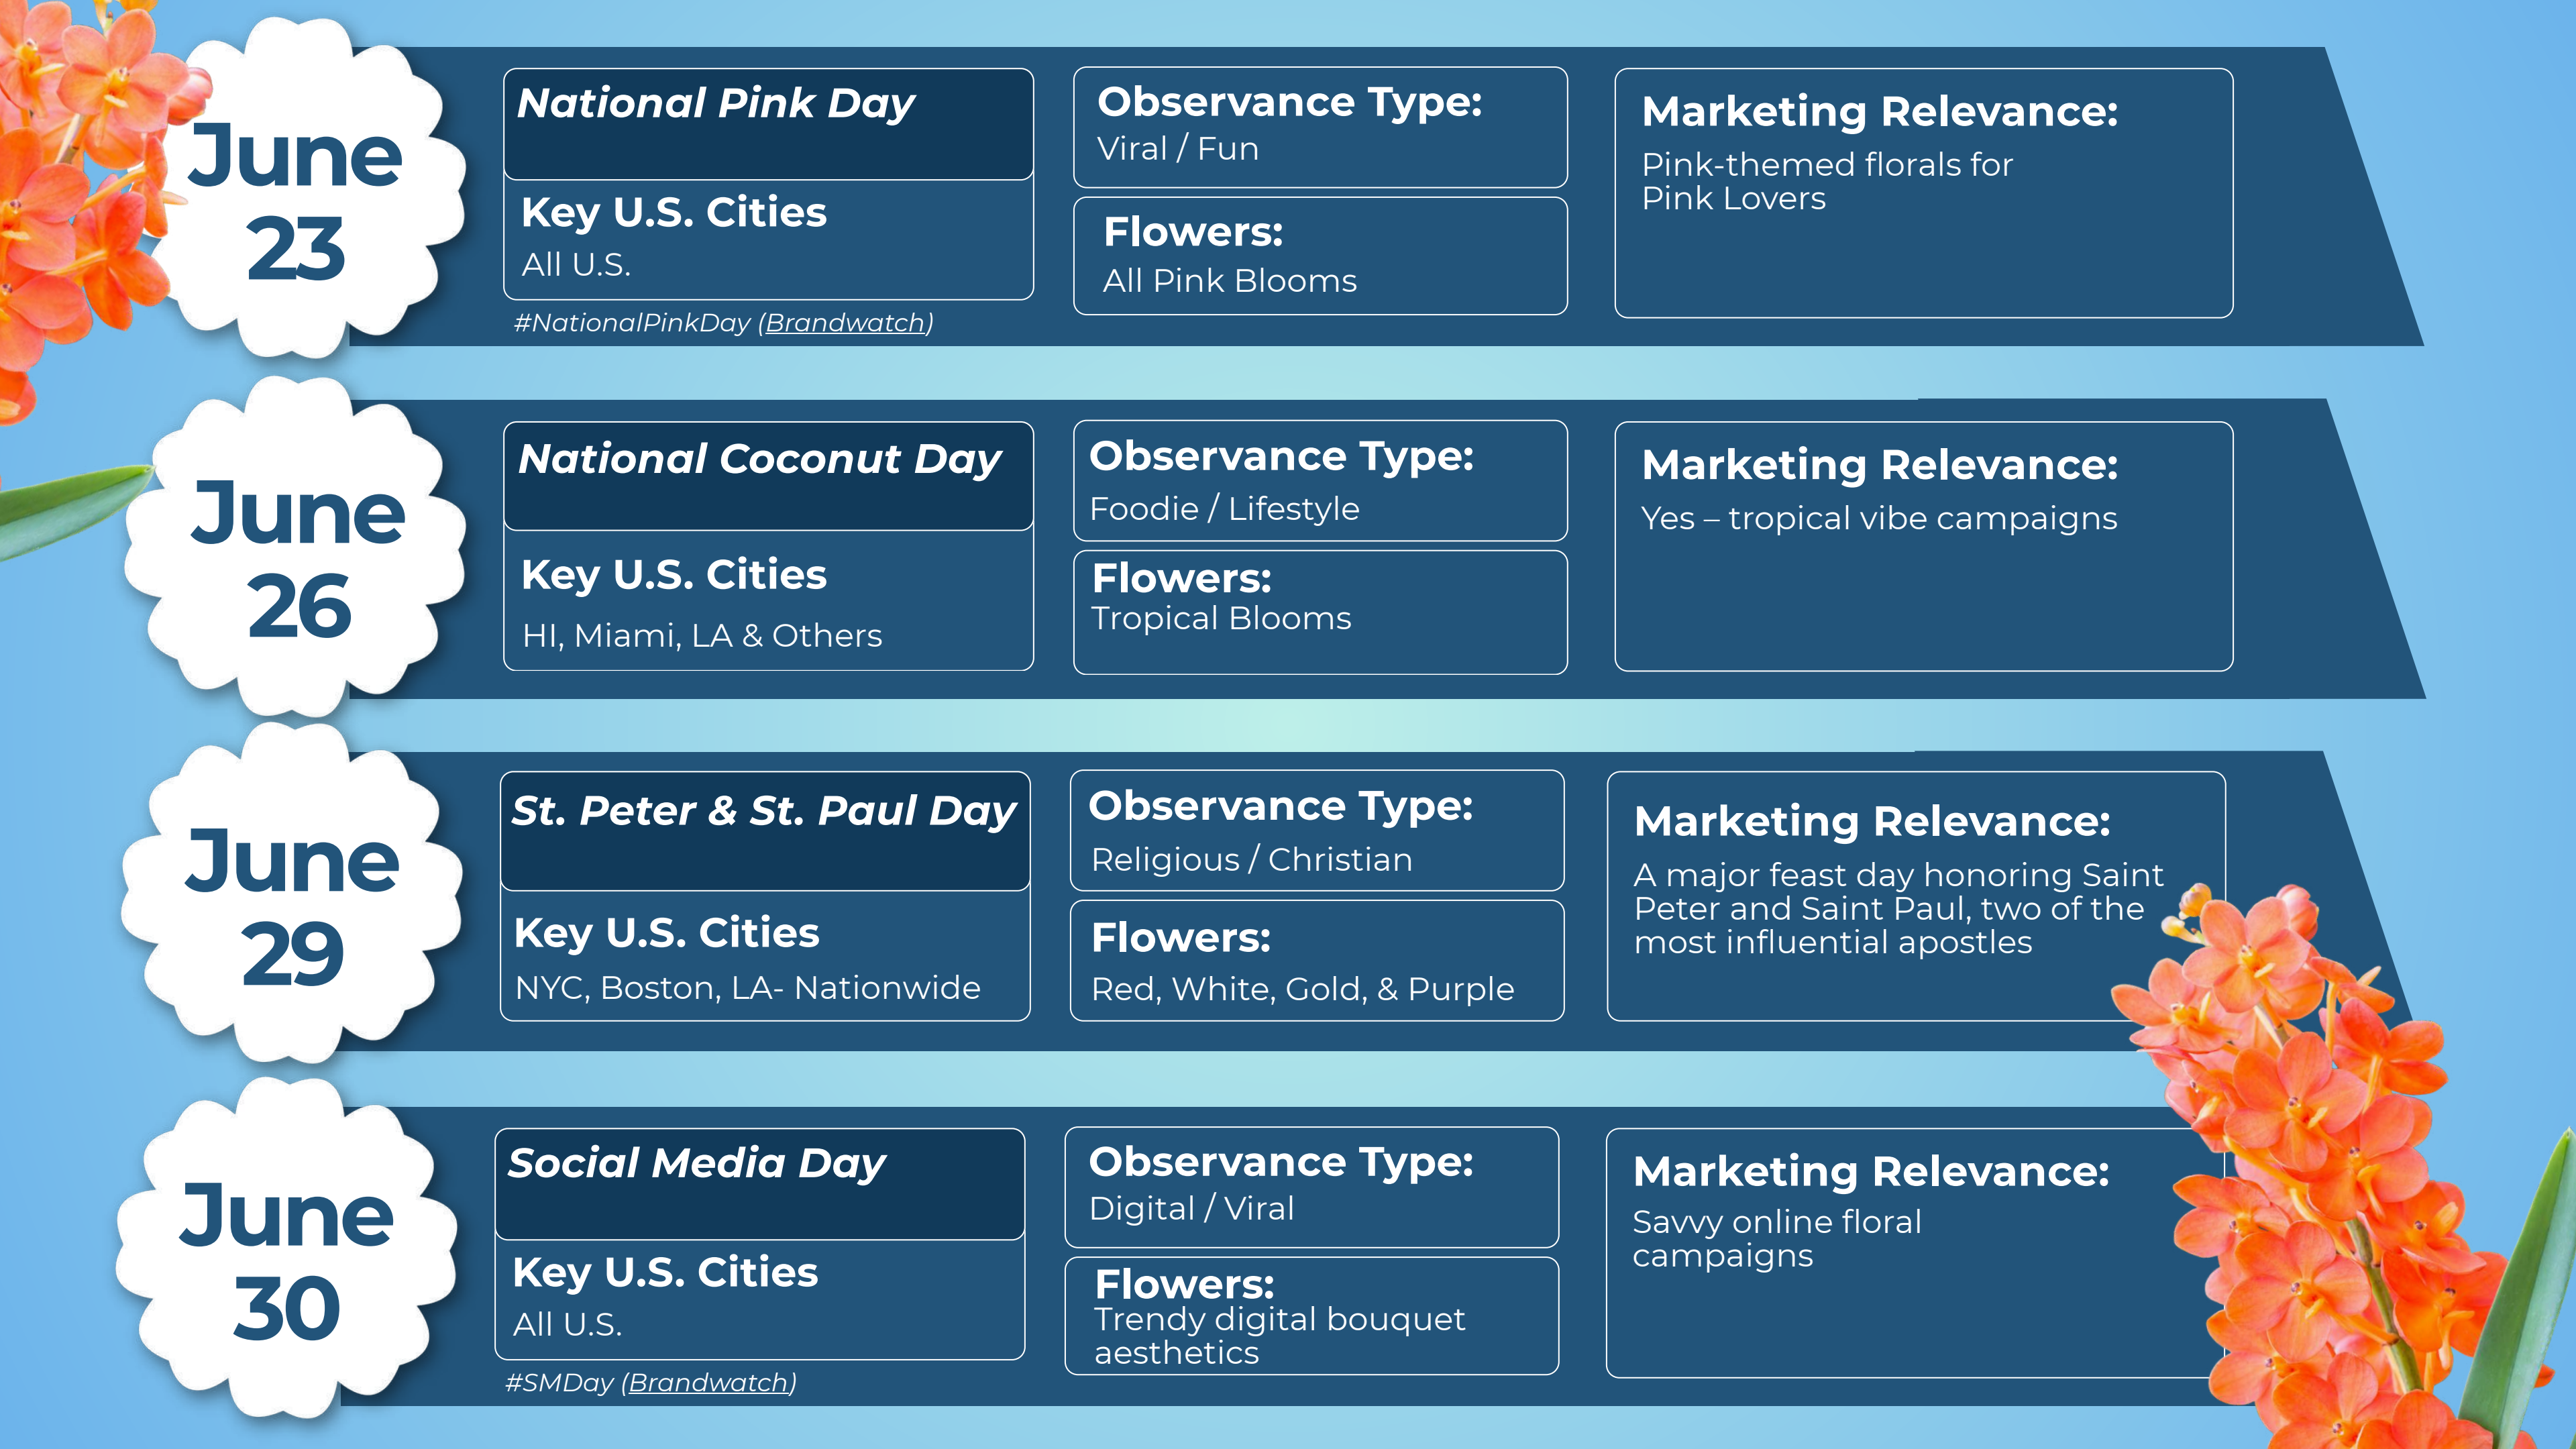 June
23
National Pink Day
Key U.S. Cities
All U.S.
#NationalPinkDay (Brandwatch)
Observance Type:
Viral / Fun
Flowers:
All Pink Blooms
Marketing Relevance:
Pink-themed florals for
Pink Lovers
June
26
National Coconut Day
Key U.S. Cities
HI, Miami, LA & Others
Observance Type:
Foodie / Lifestyle
Flowers:
Tropical Blooms
Marketing Relevance:
Yes – tropical vibe campaigns
June
29
St. Peter & St. Paul Day
Key U.S. Cities
NYC, Boston, LA- Nationwide
Observance Type:
Religious / Christian
Flowers:
Red, White, Gold, & Purple
Marketing Relevance:
A major feast day honoring Saint
Peter and Saint Paul, two of the
most influential apostles
June
30
Social Media Day
Key U.S. Cities
All U.S.
#SMDay (Brandwatch)
Observance Type:
Digital / Viral
Flowers:
Trendy digital bouquet
aesthetics
Marketing Relevance:
Savvy online floral
campaigns